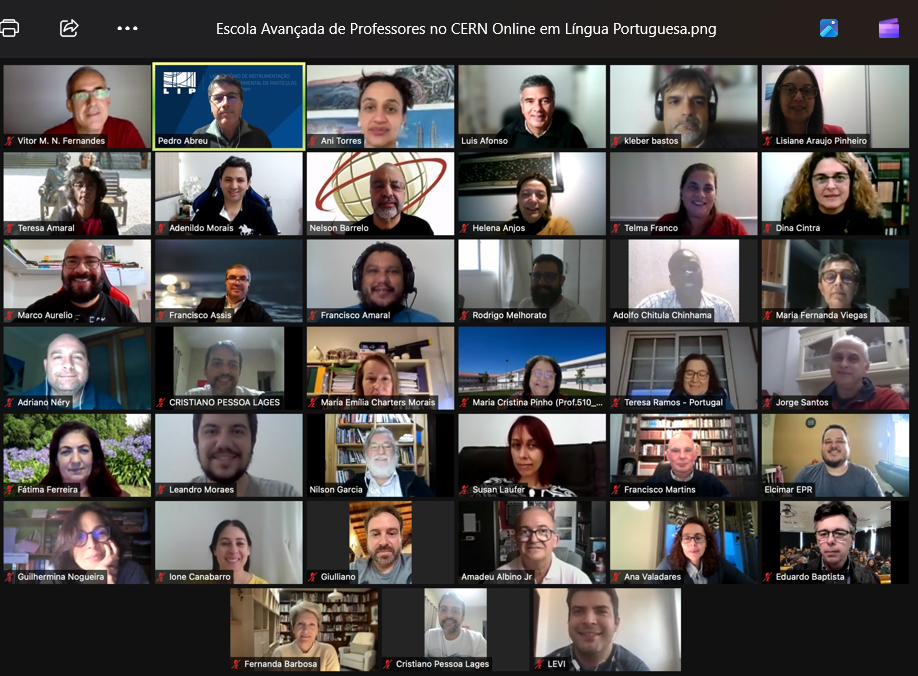 Escola Avançada de Professores no CERN Online em Língua Portuguesa.png
LIP
Vitor M. N. Fernandes
Pedro Abreu
Ani Torres
Luis Afonso
kleber bastos
Lisiane Araujo Pinheiro
Teresa Amaral
Adenildo Morais
Nelson Barrelo
Helena Anjos
Telma Franco
Dina Cintra
Marco Aurelio
Francisco Assis
Francisco Amaral
Rodrigo Melhorato
Adolfo Chitula Chinhama
Maria Fernanda Viegas
Adriano Néry
CRISTIANO PESSOA LAGES
Maria Emília Charters Morais
Maria Cristina Pinho (Prof.510_...
Teresa Ramos - Portugal
Jorge Santos
Fátima Ferreira
Leandro Moraes
Nilson Garcia
Susan Laufer
Francisco Martins
Elcimar EPR
Guilhermina Nogueira
Ione Canabarro
Giulliano
Amadeu Albino Jr
Ana Valadares
Eduardo Baptista
Fernanda Barbosa
Cristiano Pessoa Lages
LEVI